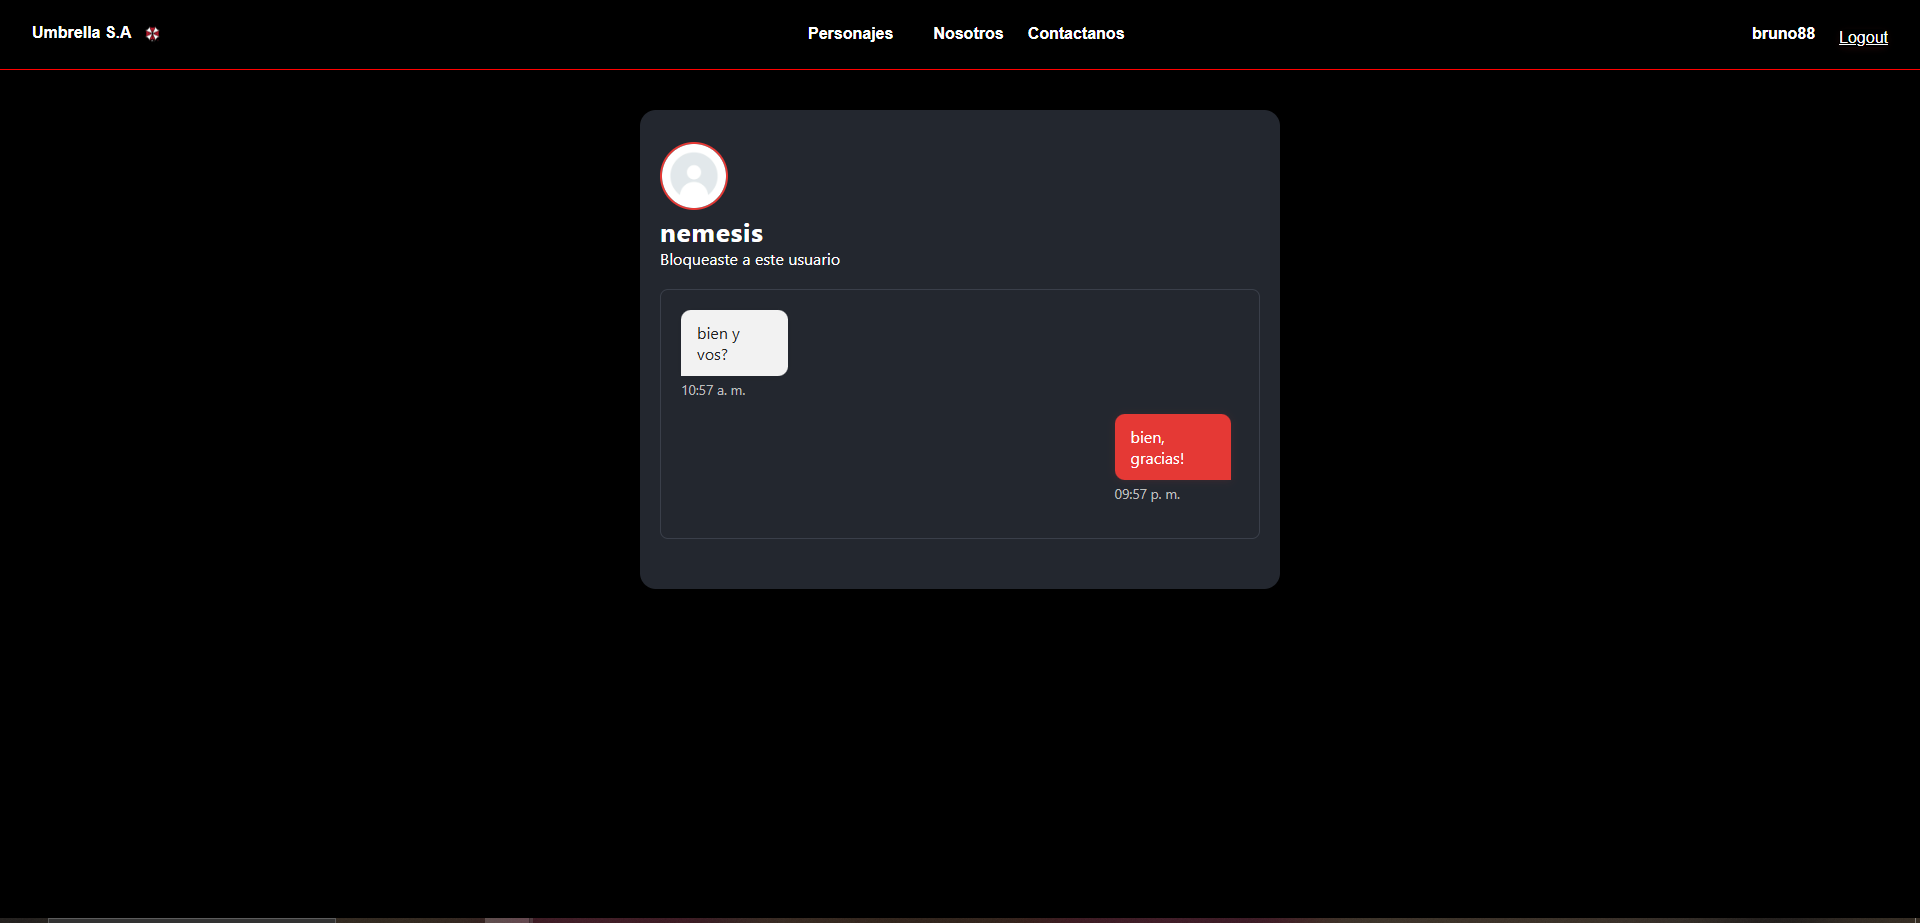 Umbrella S.A
Personajes
Nosotros
Contactanos
bruno88
Logout
nemesis
Bloqueaste a este usuario
bien y
vos?
10:57 a. m.
bien,
gracias!
09:57 p. m.